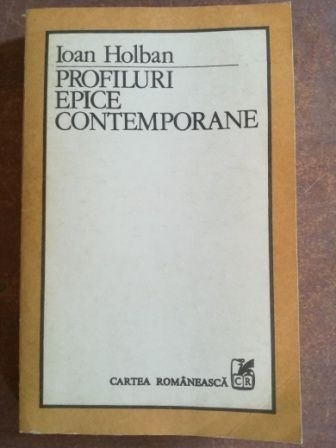 Ioan Holban
PROFILURI
EPICE
CONTEMPORANE
CARTEA ROMÂNEASCĂ
CR